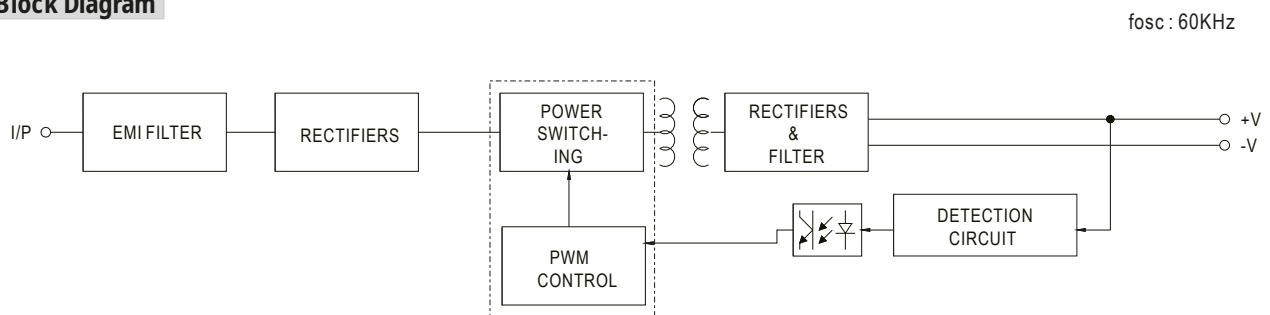 Block Diagram
fosc : 60KHz
I/P
EMI FILTER
RECTIFIERS
POWER
SWITCH-
ING
RECTIFIERS
&
FILTER
+V
-V
DETECTION
CIRCUIT
PWM
CONTROL